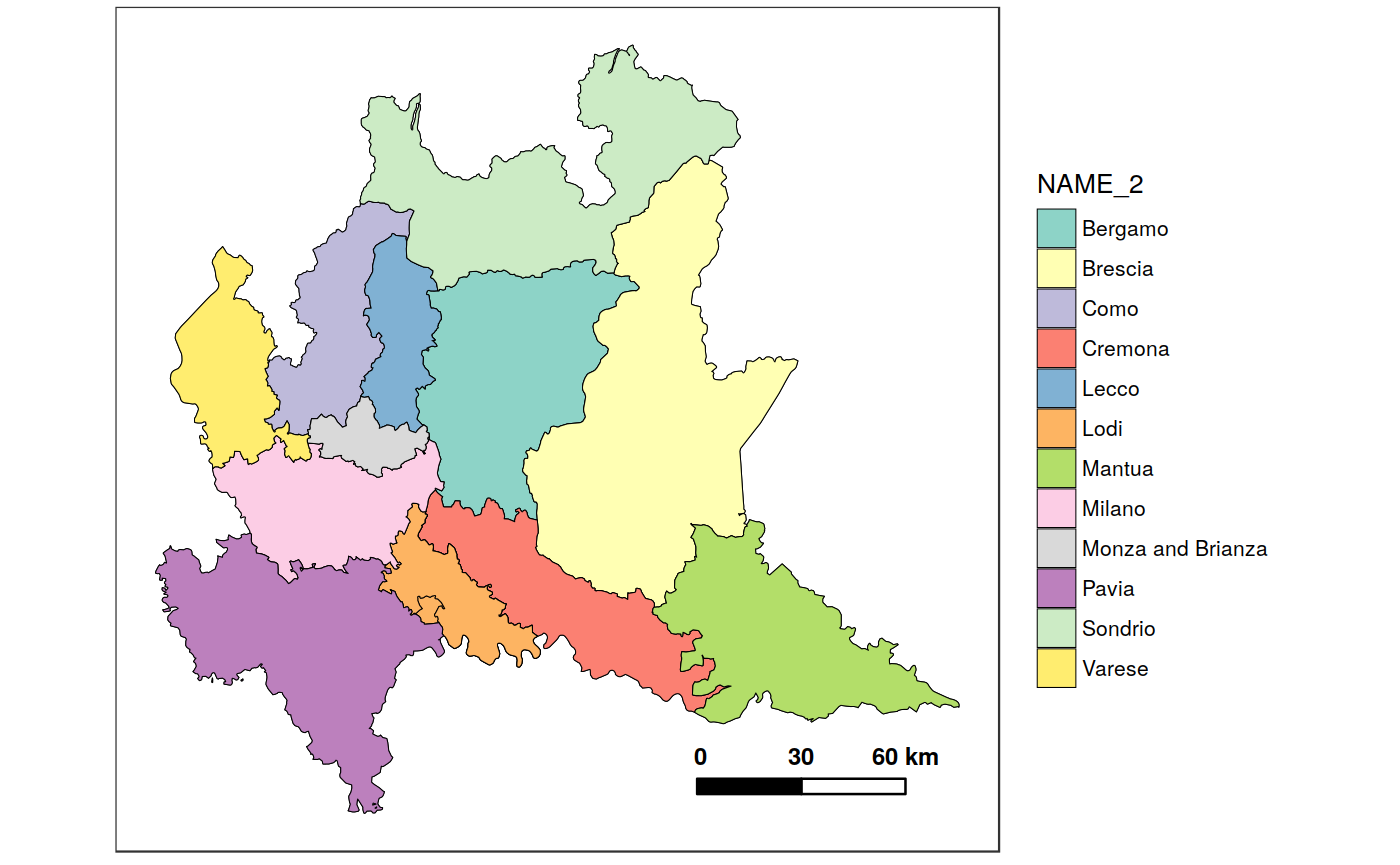 NAME_2
Bergamo
Brescia
Como
Cremona
Lecco
Lodi
Mantua
Milano
Monza and Brianza
Pavia
Sondrio
Varese
0 30 60 km